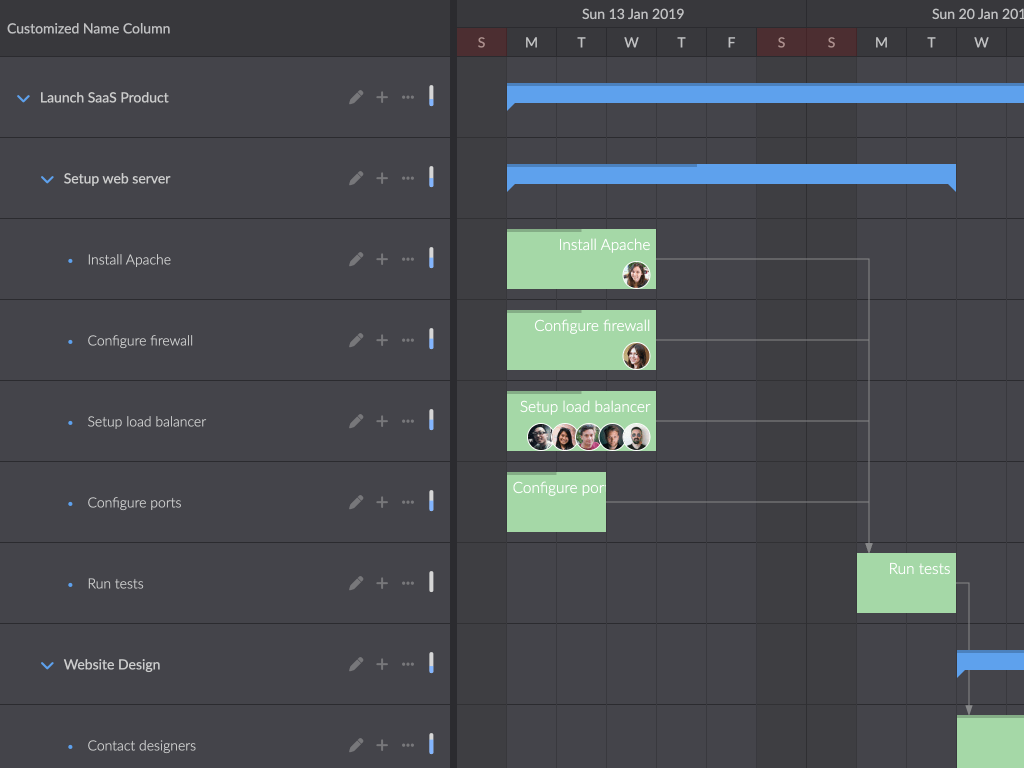 Customized Name Column
Sun 13 Jan 2019
Sun 20 Jan 201
S M T W T F S S M T W
Launch SaaS Product
Setup web server
Install Apache
Install Apache
Configure firewall
Configure firewall
Setup load balancer
Setup load balancer
Configure ports
Configure por
Run tests
Run tests
Website Design
Contact designers